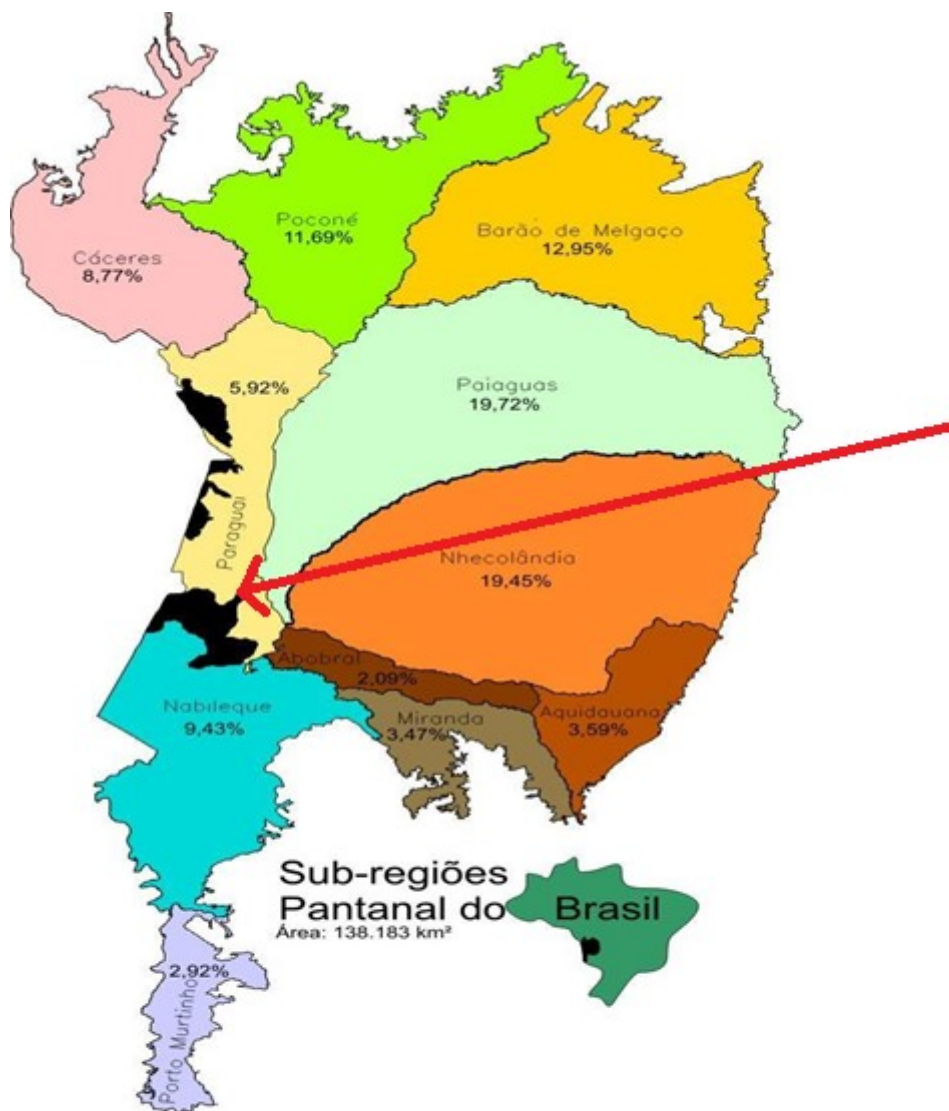 Poconé
11,69%
Barão de Melgaço
12,95%
Cáceres
8,77%
5,92%
Paraguai
Paiaguas
19,72%
Nhecolândia
19,45%
Abobral
2,09%
Nabileque
9,43%
Miranda
3,47%
Aquidauana
3,59%
Sub-regiões
Pantanal do Brasil
Área: 138.183 km²
2,92%
Porto Murtinho